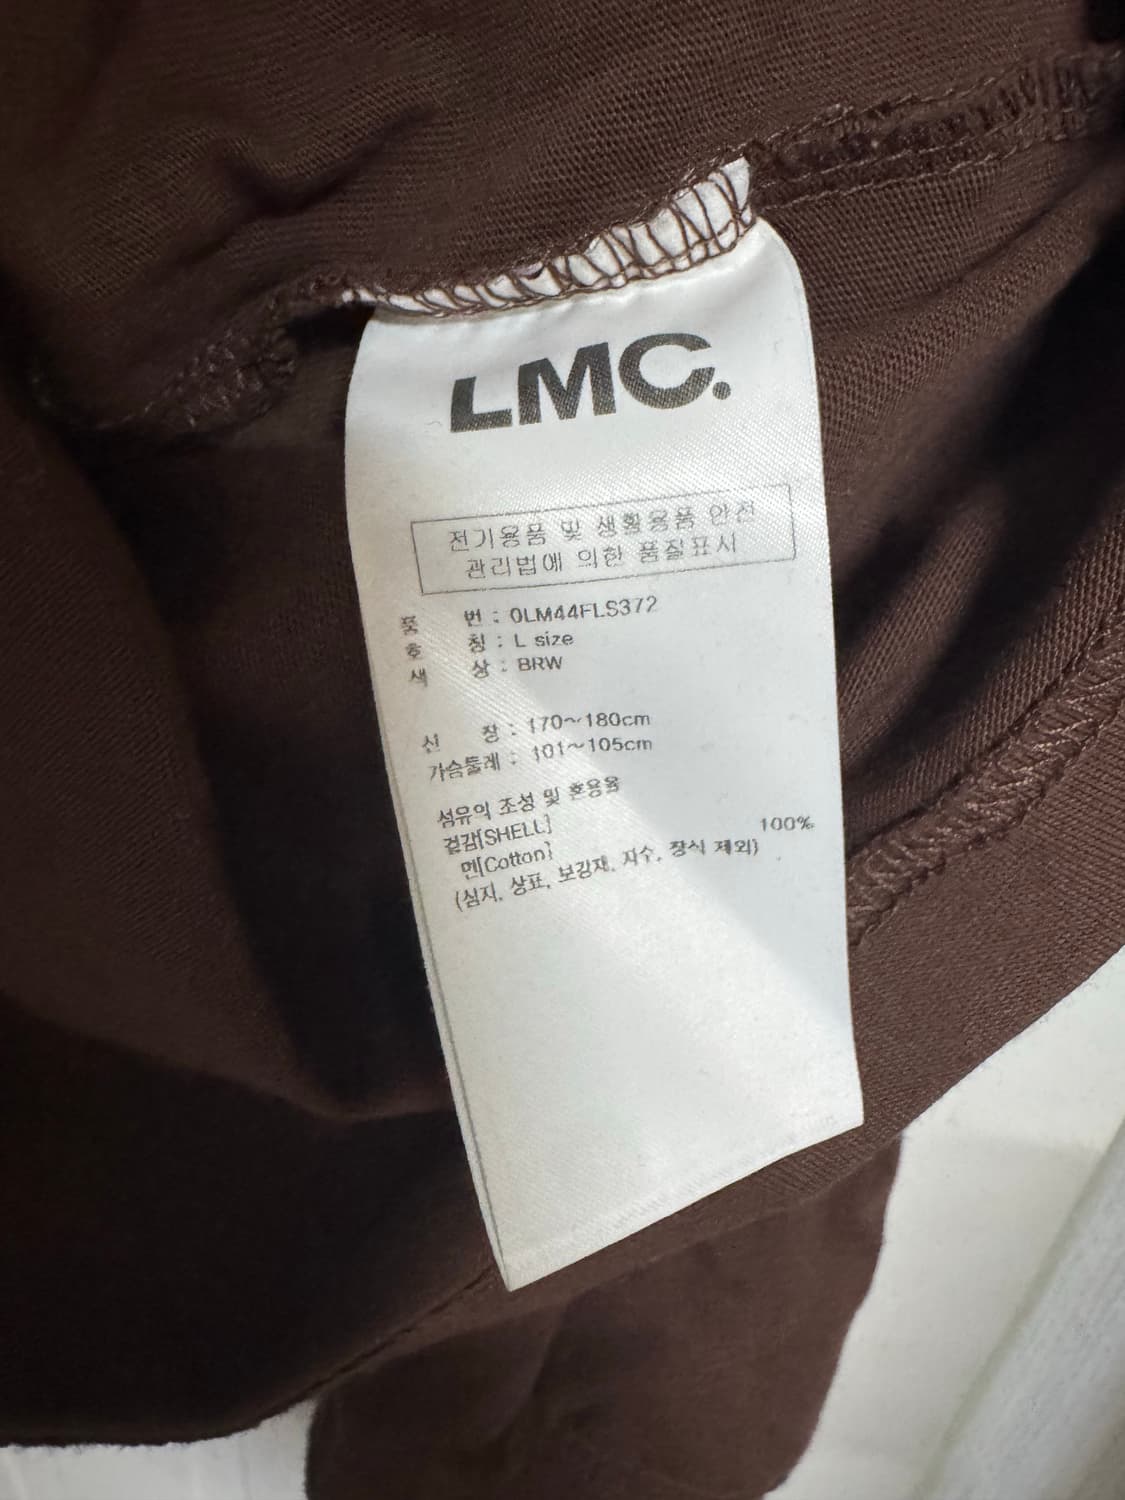 LMC.
전기용품 및 생활용품 안전
관리법에 의한 품질표시
품 번 : 0LM44FLS372
호 칭 : L size
색 상 : BRW
신 장 : 170~180cm
가슴둘레 : 101~105cm
섬유의 조성 및 혼용율
겉감[SHELL]
면[Cotton] 100%
(심지, 상표, 보강재, 자수, 장식 제외)